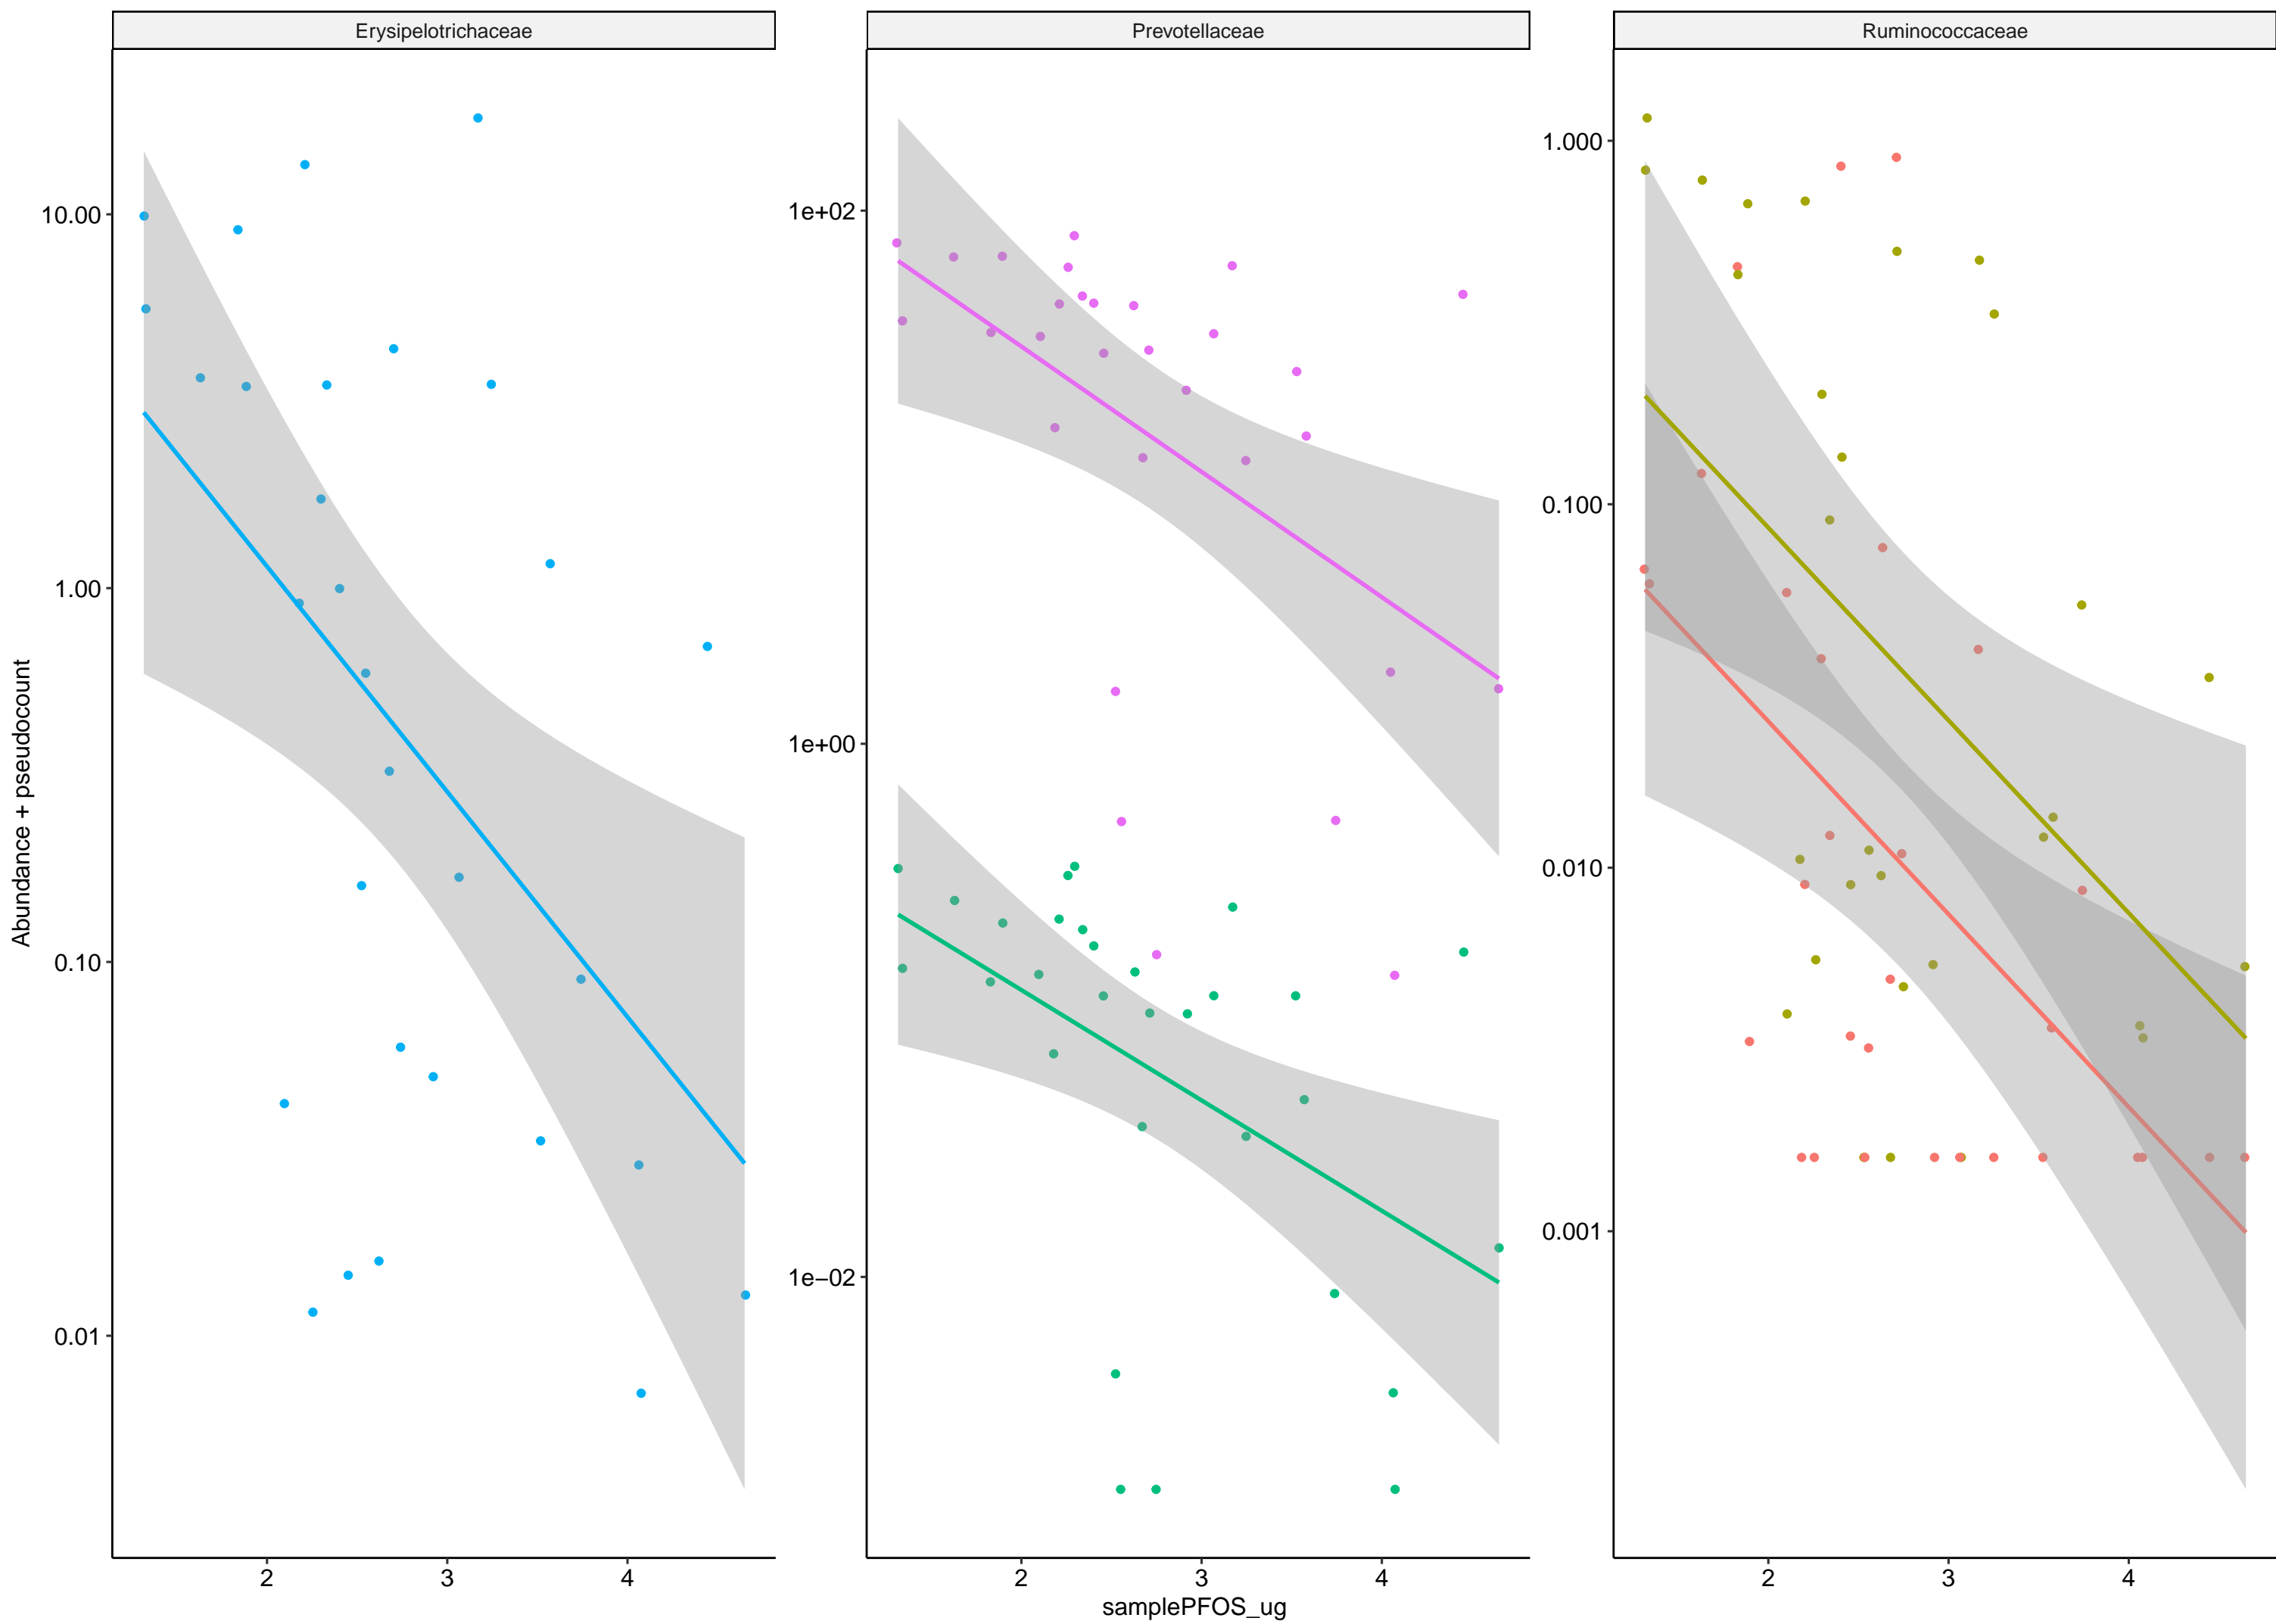 Erysipelotrichaceae
Prevotellaceae
Ruminococcaceae
Abundance + pseudocount
10.00
1.00
0.10
0.01
1e+02
1e+00
1e−02
1.000
0.100
0.010
0.001
2 3 4
2 3 4
2 3 4
samplePFOS_ug